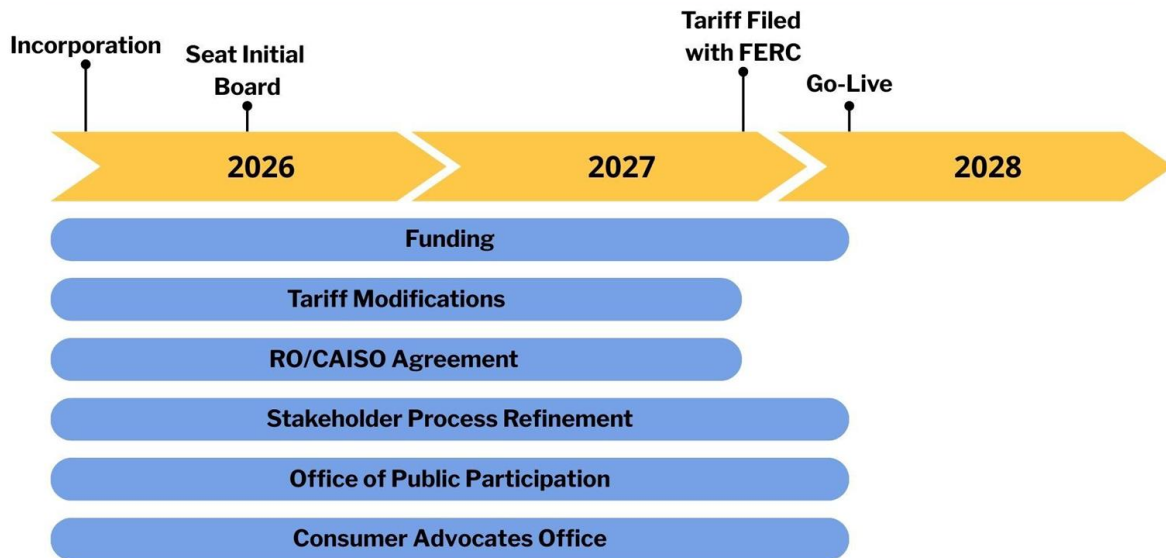 Incorporation
Seat Initial
Board
Tariff Filed
with FERC
Go-Live
2026
2027
2028
Funding
Tariff Modifications
RO/CAISO Agreement
Stakeholder Process Refinement
Office of Public Participation
Consumer Advocates Office